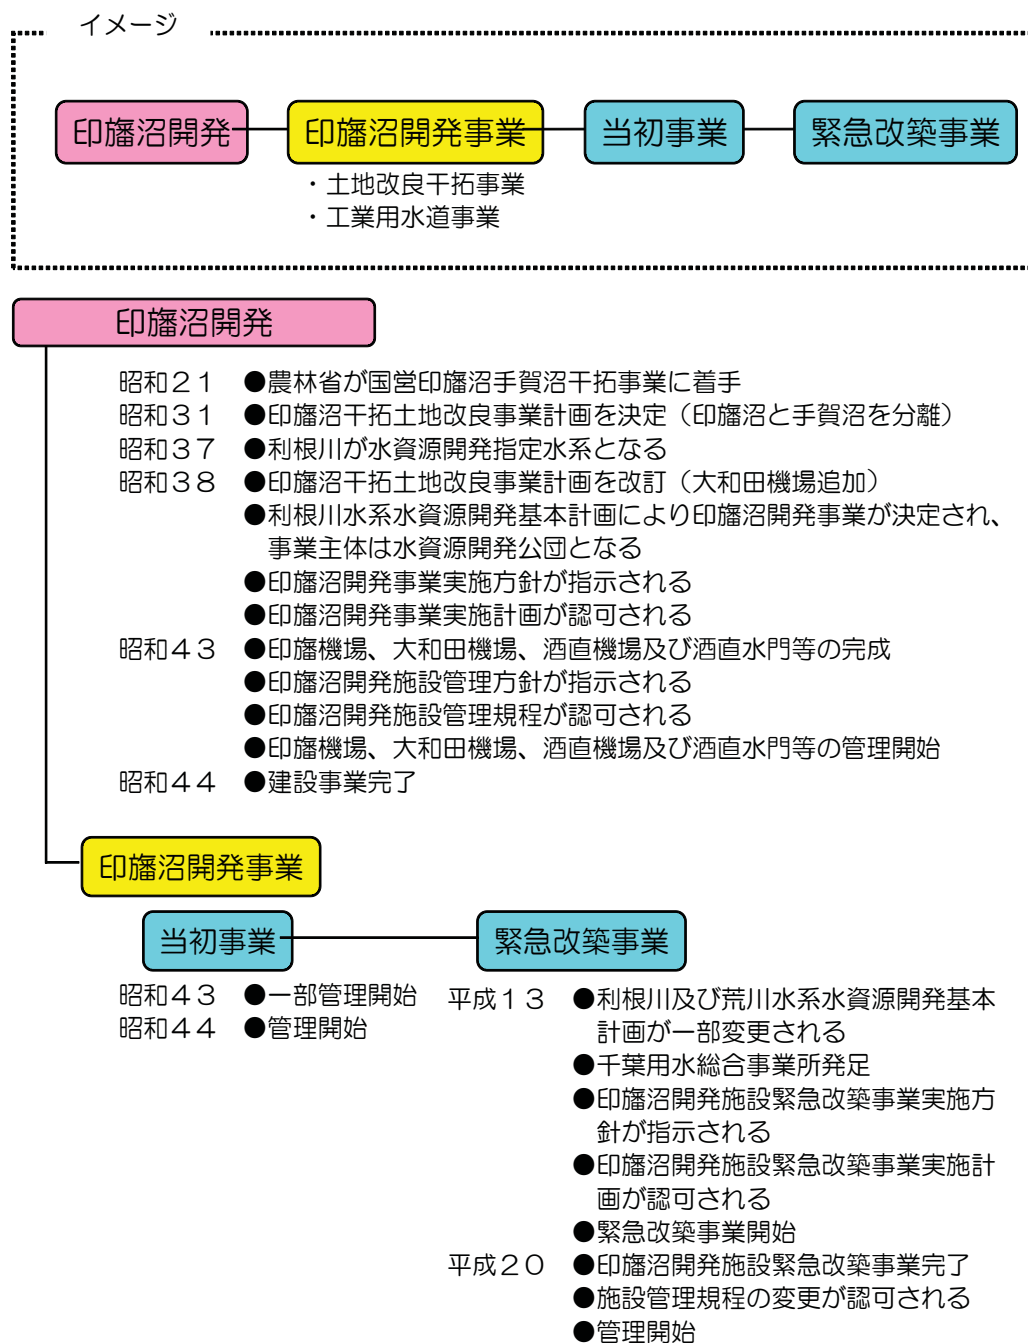 イメージ
印旛沼開発 印旛沼開発事業 当初事業 緊急改築事業
・土地改良干拓事業
・工業用水道事業
印旛沼開発
昭和２１ ●農林省が国営印旛沼手賀沼干拓事業に着手
昭和３１ ●印旛沼干拓土地改良事業計画を決定（印旛沼と手賀沼を分離）
昭和３７ ●利根川が水資源開発指定水系となる
昭和３８ ●印旛沼干拓土地改良事業計画を改訂（大和田機場追加）
●利根川水系水資源開発基本計画により印旛沼開発事業が決定され、
事業主体は水資源開発公団となる
●印旛沼開発事業実施方針が指示される
●印旛沼開発事業実施計画が認可される
昭和４３ ●印旛機場、大和田機場、酒直機場及び酒直水門等の完成
●印旛沼開発施設管理方針が指示される
●印旛沼開発施設管理規程が認可される
●印旛機場、大和田機場、酒直機場及び酒直水門等の管理開始
昭和４４ ●建設事業完了
印旛沼開発事業
当初事業 緊急改築事業
昭和４３ ●一部管理開始
昭和４４ ●管理開始
平成１３ ●利根川及び荒川水系水資源開発基本
計画が一部変更される
●千葉用水総合事業所発足
●印旛沼開発施設緊急改築事業実施方
針が指示される
●印旛沼開発施設緊急改築事業実施計
画が認可される
●緊急改築事業開始
平成２０ ●印旛沼開発施設緊急改築事業完了
●施設管理規程の変更が認可される
●管理開始